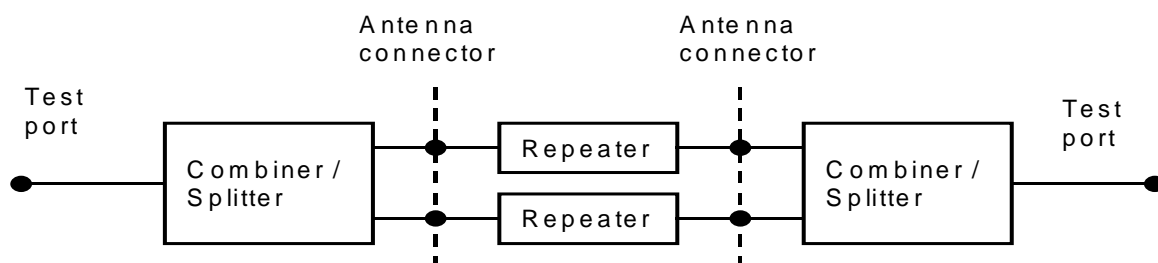 Antenna
connector
Antenna
connector
Test
port
Test
port
Combiner/
Splitter
Repeater
Repeater
Combiner/
Splitter